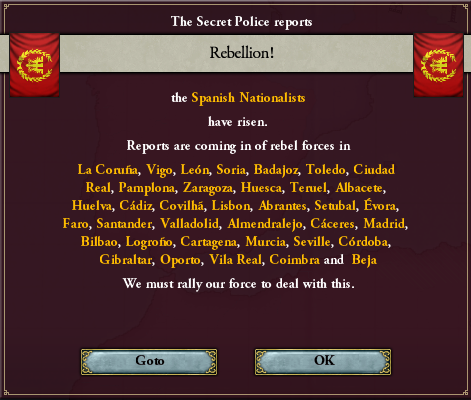 The Secret Police reports
Rebellion!
the Spanish Nationalists
have risen.
Reports are coming in of rebel forces in
La Coruña, Vigo, León, Soria, Badajoz, Toledo, Ciudad
Real, Pamplona, Zaragoza, Huesca, Teruel, Albacete,
Huelva, Cádiz, Covilhã, Lisbon, Abrantes, Setubal, Évora,
Faro, Santander, Valladolid, Almendralejo, Cáceres, Madrid,
Bilbao, Logroño, Cartagena, Murcia, Seville, Córdoba,
Gibraltar, Oporto, Vila Real, Coimbra and Beja
We must rally our force to deal with this.
Goto
OK